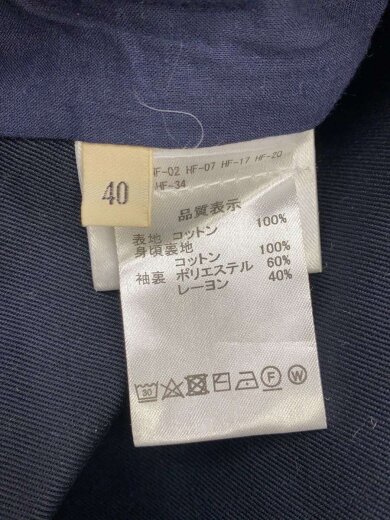 HF-02 HF-07 HF-17 HF-20
HF-34
40
品質表示
表地 コットン 100%
身頃裏地
コットン 100%
袖裏 ポリエステル 60%
レーヨン 40%
30 F W